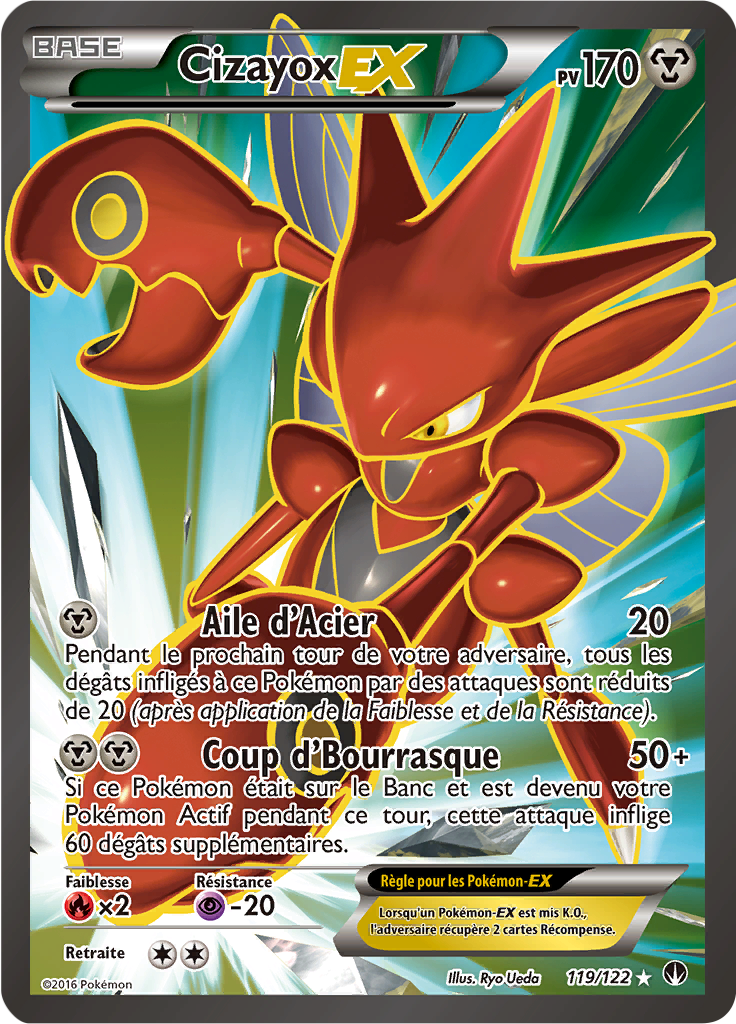 BASE
Cizayox EX
PV 170
Aile d'Acier 20
Pendant le prochain tour de votre adversaire, tous les
dégâts infligés à ce Pokémon par des attaques sont réduits
de 20 (après application de la Faiblesse et de la Résistance).
Coup d'Bourrasque 50+
Si ce Pokémon était sur le Banc et est devenu votre
Pokémon Actif pendant ce tour, cette attaque inflige
60 dégâts supplémentaires.
Faiblesse Résistance
×2 -20
Retraite
Règle pour les Pokémon-EX
Lorsqu'un Pokémon-EX est mis K.O.,
l'adversaire récupère 2 cartes Récompense.
©2016 Pokémon
Illus. Ryo Ueda 119/122 ★